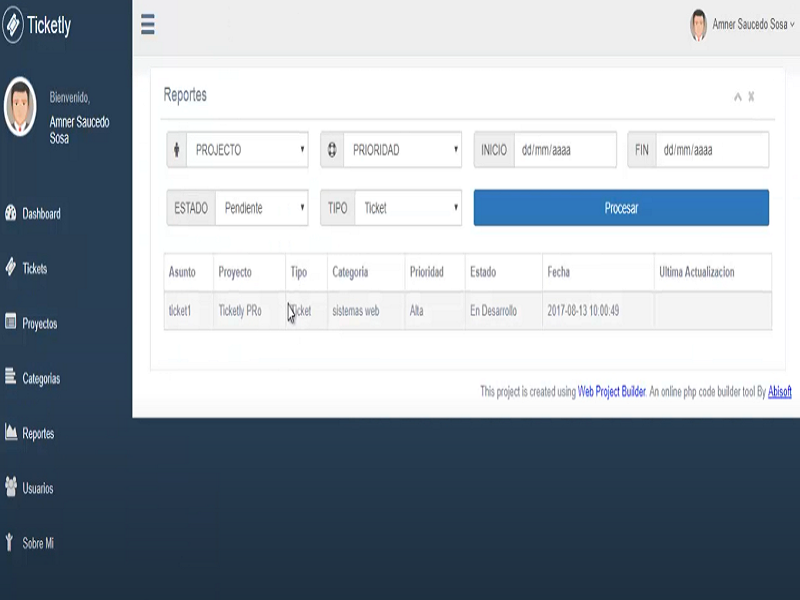 Ticketly
Amner Saucedo Sosa
Bienvenido,
Amner Saucedo
Sosa
Dashboard
Tickets
Proyectos
Categorias
Reportes
Usuarios
Sobre Mi
Reportes
PROJECTO PRIORIDAD INICIO dd/mm/aaaa FIN dd/mm/aaaa
ESTADO Pendiente TIPO Ticket Procesar
Asunto Proyecto Tipo Categoria Prioridad Estado Fecha Ultima Actualizacion
ticket1 Ticketly PRo Ticket sistemas web Alta En Desarrollo 2017-08-13 10:00:49
This project is created using Web Project Builder. An online php code builder tool By Abisoft